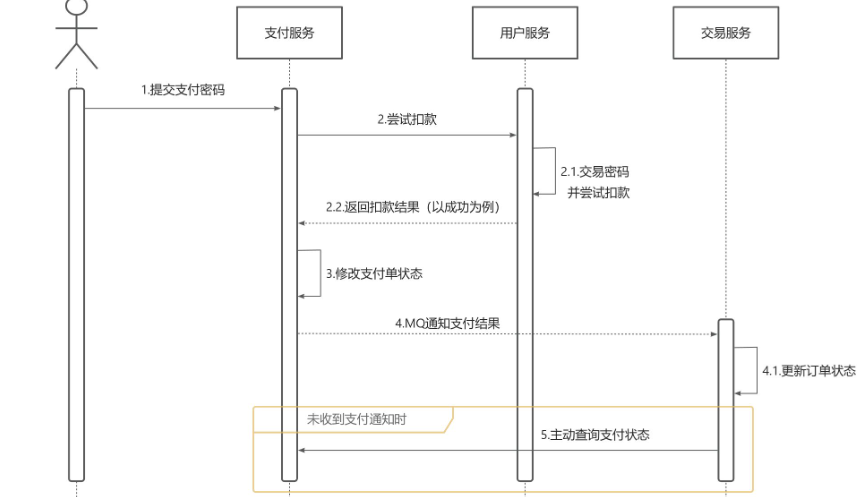 支付服务
用户服务
交易服务
1.提交支付密码
2.尝试扣款
2.1.交易密码
并尝试扣款
2.2.返回扣款结果（以成功为例）
3.修改支付单状态
4.MQ通知支付结果
4.1.更新订单状态
未收到支付通知时
5.主动查询支付状态